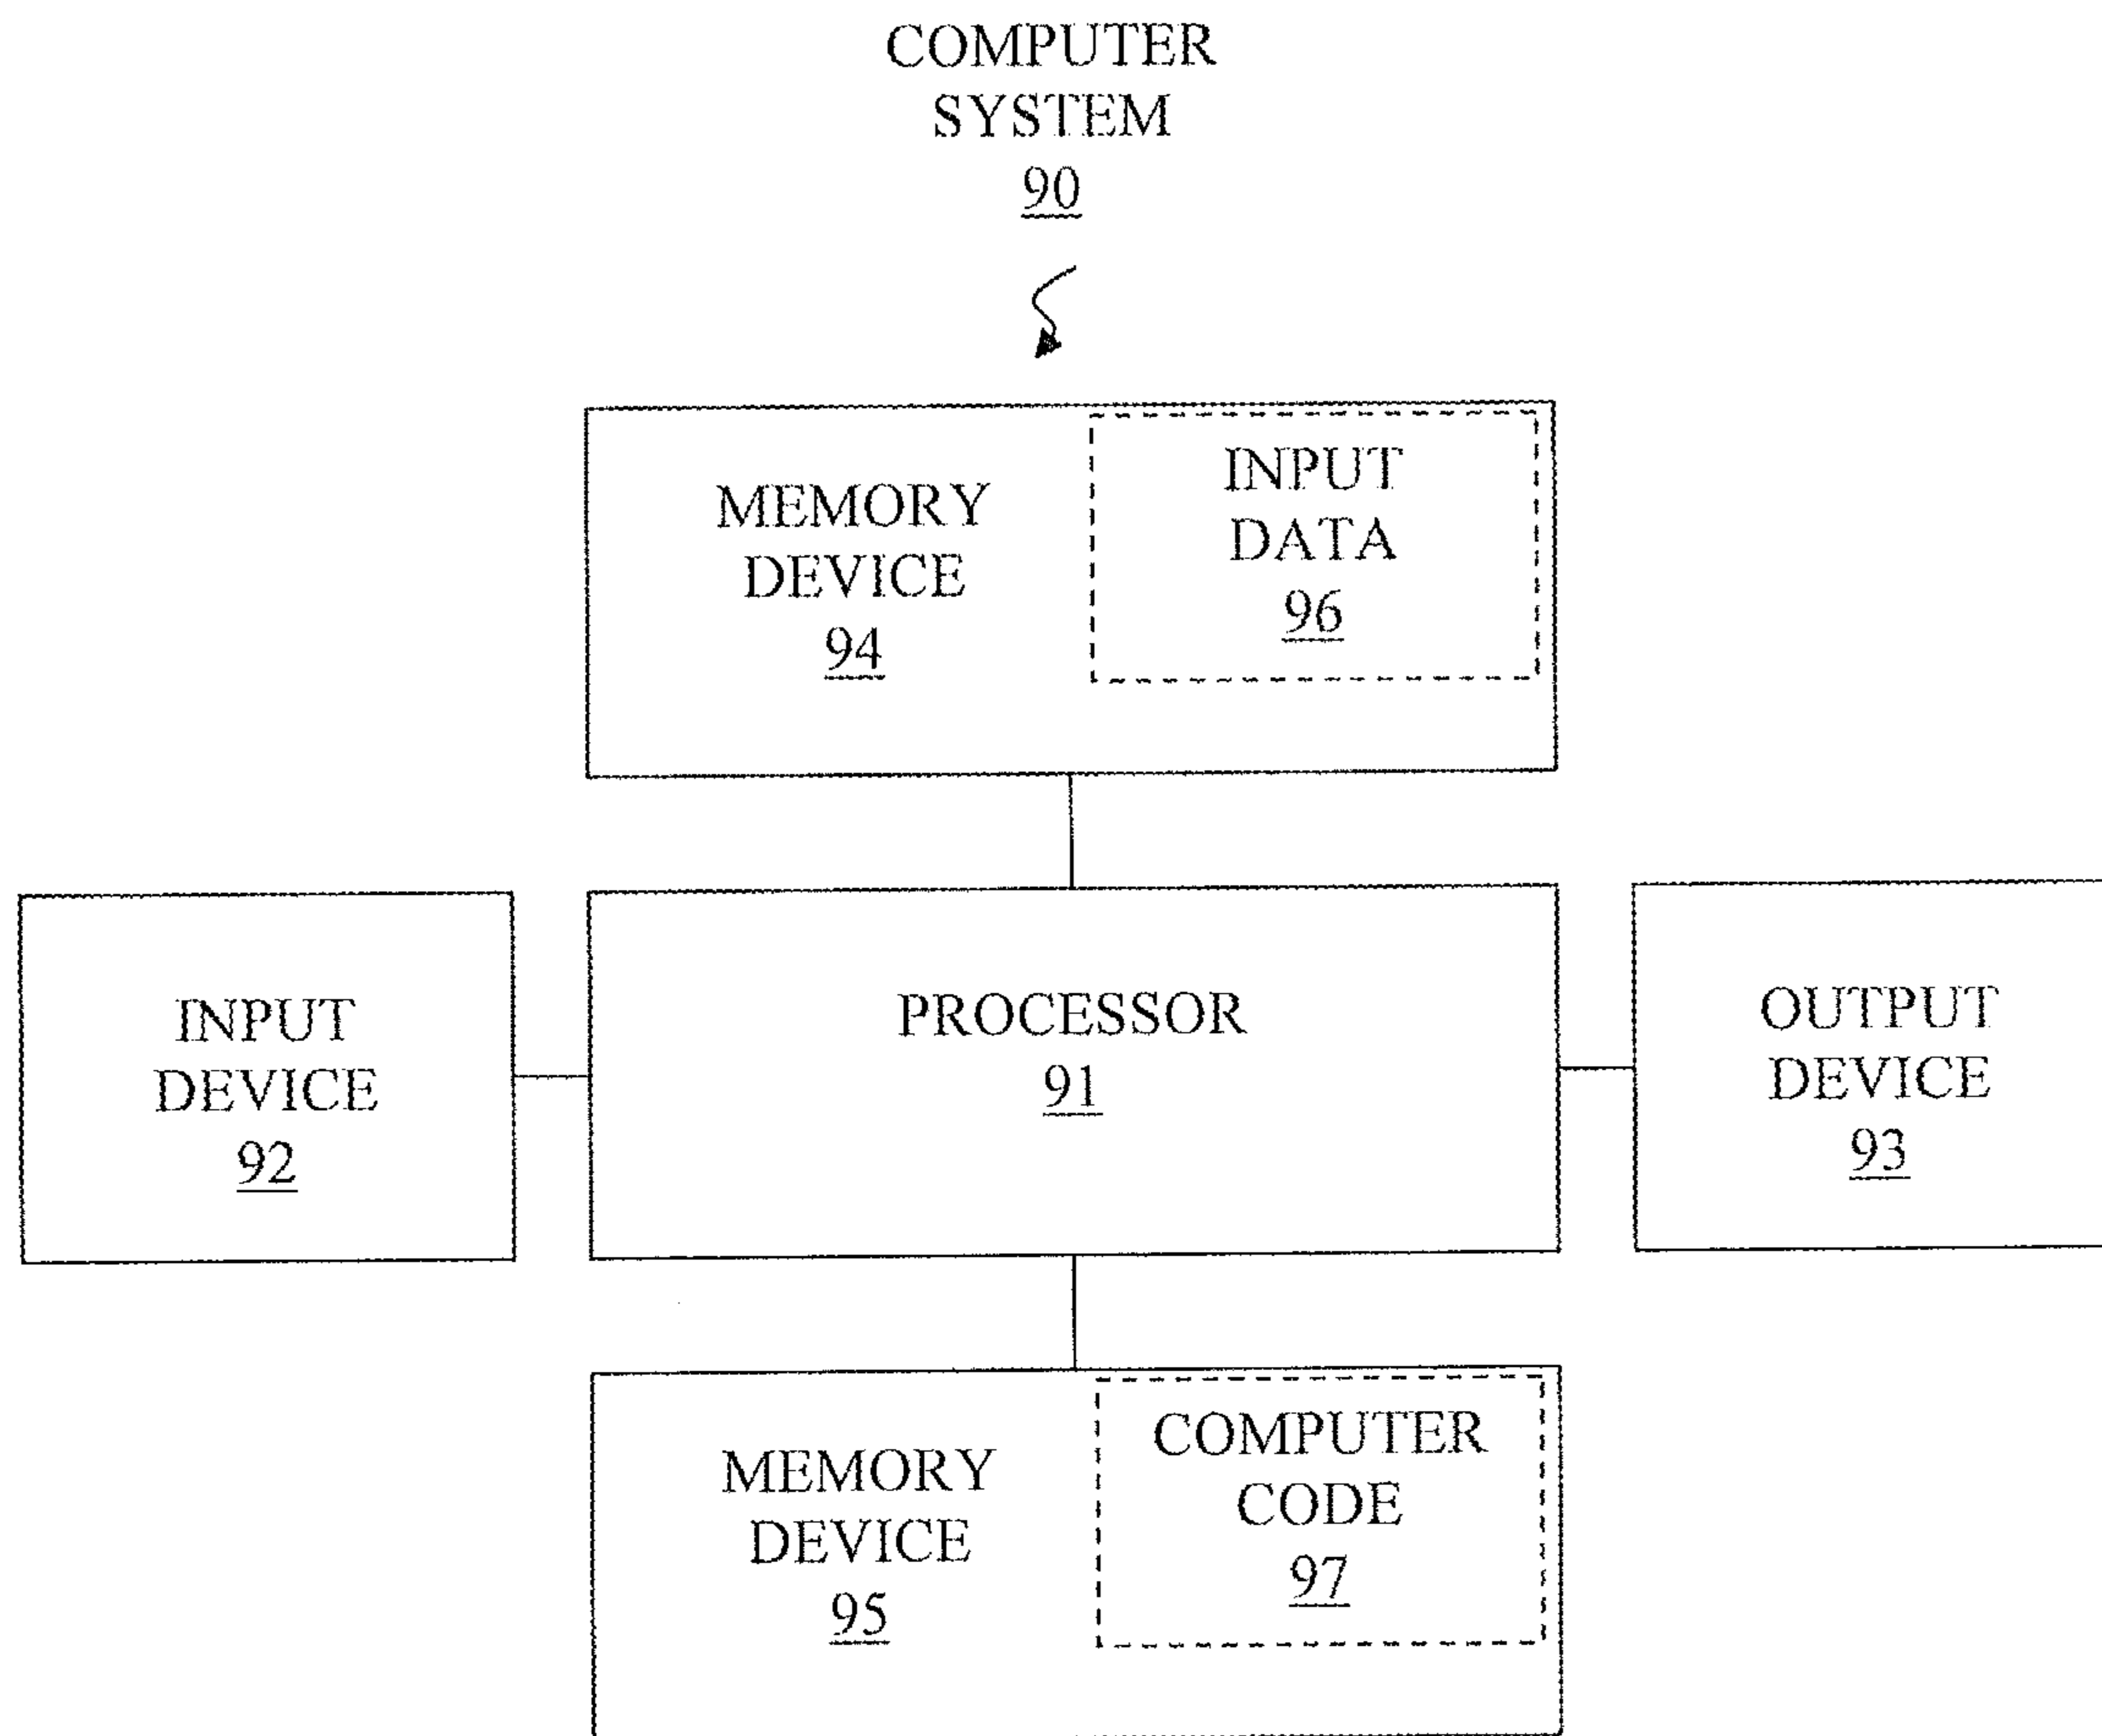 COMPUTER
SYSTEM
90
MEMORY
DEVICE
94
INPUT
DATA
96
INPUT
DEVICE
92
PROCESSOR
91
OUTPUT
DEVICE
93
MEMORY
DEVICE
95
COMPUTER
CODE
97